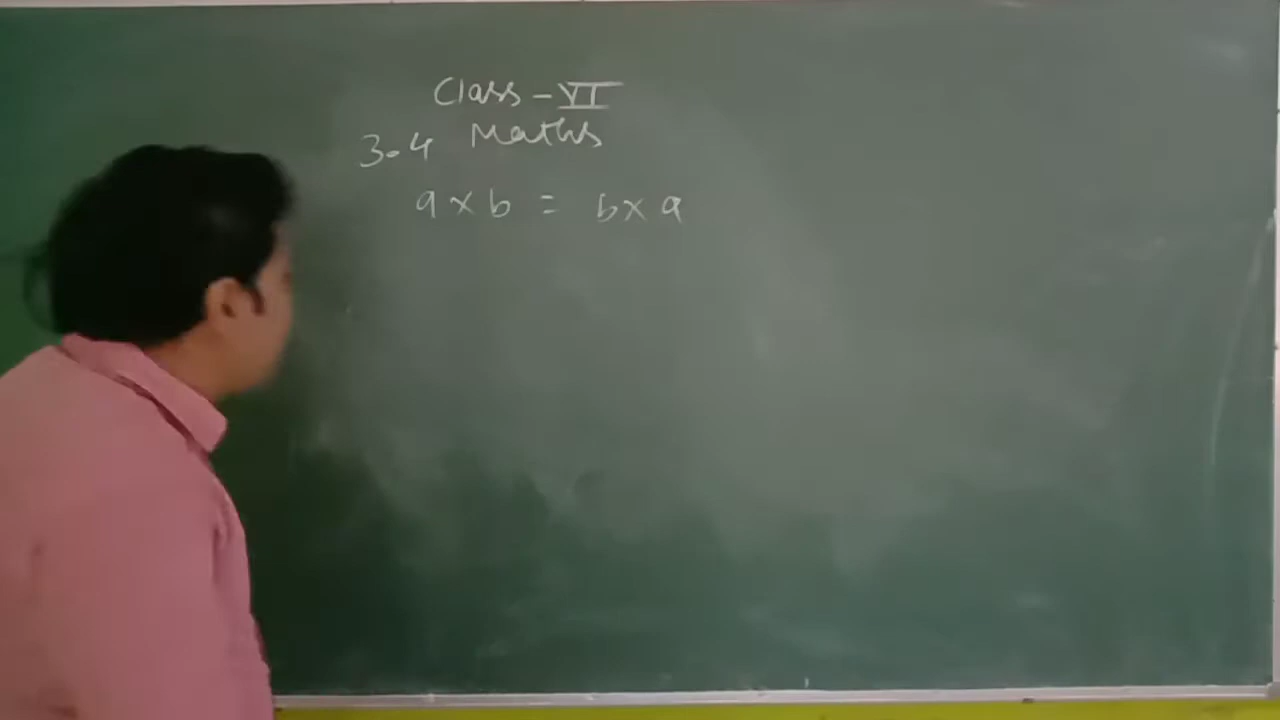 Class - VI
3.4 Maths
a × b = b × a